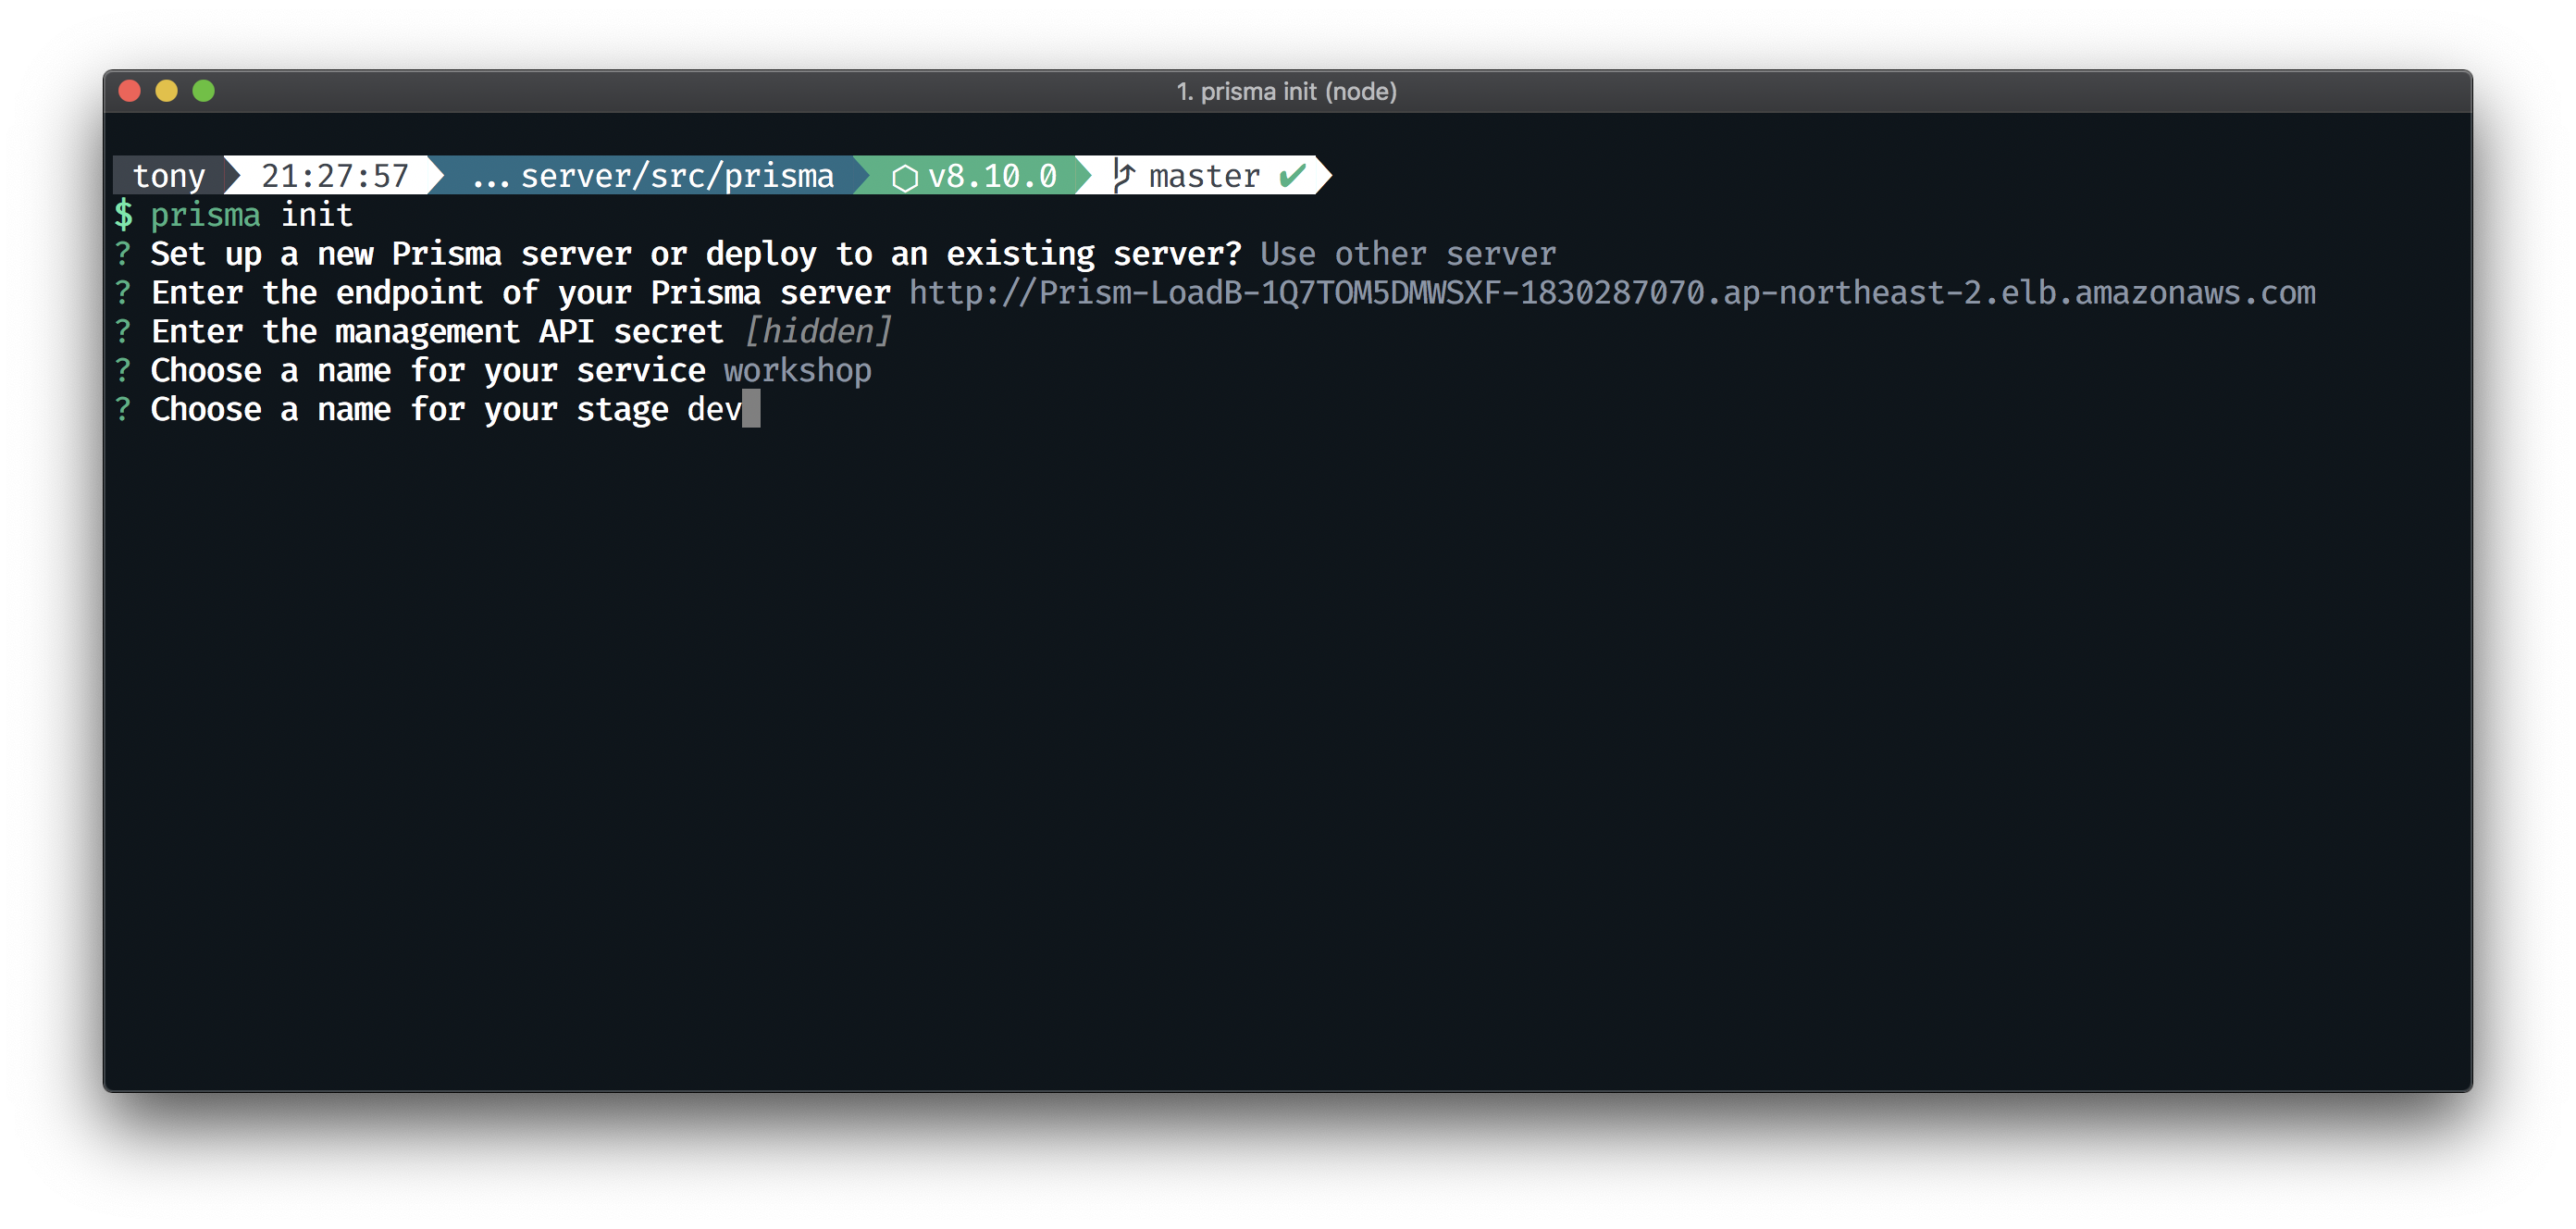 1. prisma init (node)
tony 21:27:57 ... server/src/prisma v8.10.0 master ✔
$ prisma init
? Set up a new Prisma server or deploy to an existing server? Use other server
? Enter the endpoint of your Prisma server http://Prism-LoadB-1Q7TOM5DMWSXF-1830287070.ap-northeast-2.elb.amazonaws.com
? Enter the management API secret [hidden]
? Choose a name for your service workshop
? Choose a name for your stage dev